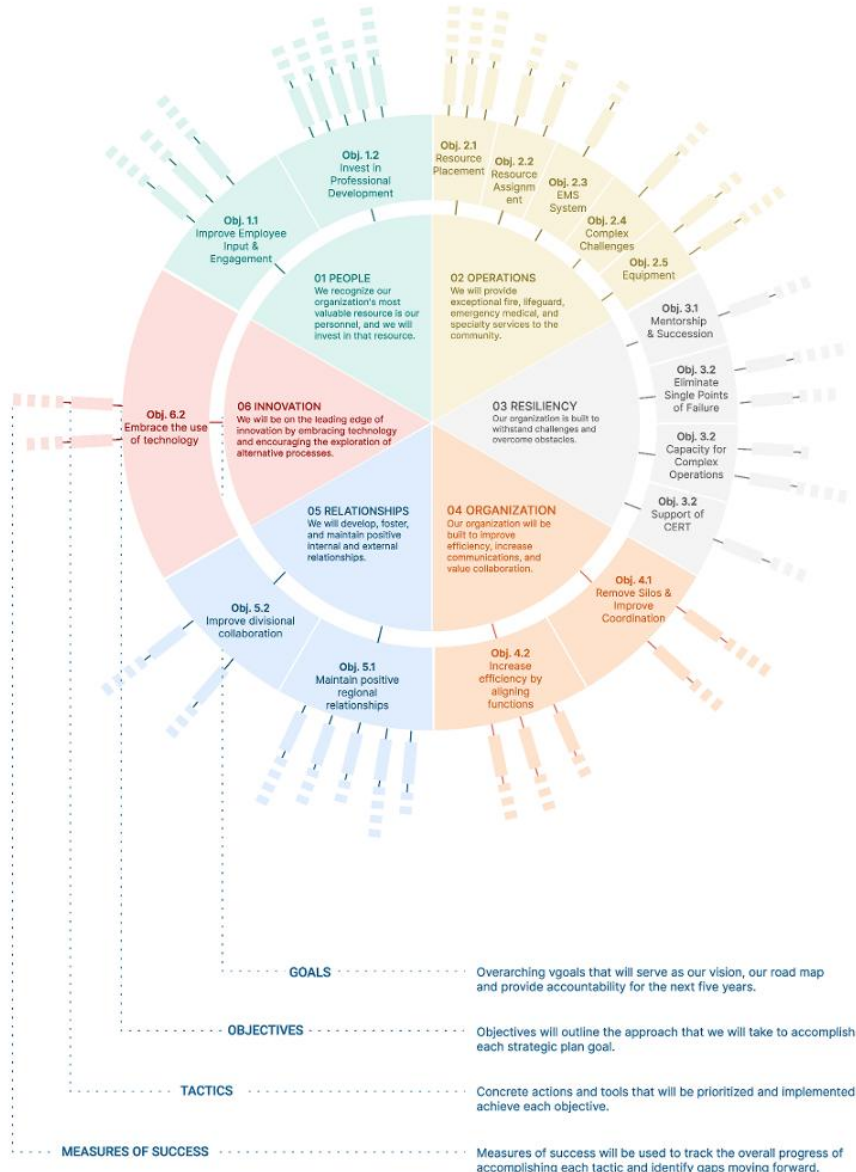 Obj. 1.2
Invest in
Professional
Development
Obj. 1.1
Improve Employee
Input &
Engagement
Obj. 2.1
Resource
Placement
Obj. 2.2
Resource
Assignm
ent
Obj. 2.3
EMS
System
Obj. 2.4
Complex
Challenges
Obj. 2.5
Equipment
01 PEOPLE
We recognize our
organization's most
valuable resource is our
personnel, and we will
invest in that resource.
02 OPERATIONS
We will provide
exceptional fire, lifeguard,
emergency medical, and
specialty services to the
community.
Obj. 3.1
Mentorship
& Succession
Obj. 3.2
Eliminate
Single Points
of Failure
Obj. 3.2
Capacity for
Complex
Operations
Obj. 3.2
Support of
CERT
03 RESILIENCY
Our organization is built to
withstand challenges and
overcome obstacles.
Obj. 6.2
Embrace the use
of technology
06 INNOVATION
We will be on the leading edge of
innovation by embracing technology
and encouraging the exploration of
alternative processes.
05 RELATIONSHIPS
We will develop, foster,
and maintain positive
internal and external
relationships.
04 ORGANIZATION
Our organization will be
built to improve
efficiency, increase
communications, and
value collaboration.
Obj. 4.1
Remove Silos &
Improve
Coordination
Obj. 4.2
Increase
efficiency by
aligning
functions
Obj. 5.2
Improve divisional
collaboration
Obj. 5.1
Maintain positive
regional
relationships
GOALS
Overarching vgoals that will serve as our vision, our road map
and provide accountability for the next five years.
OBJECTIVES
Objectives will outline the approach that we will take to accomplish
each strategic plan goal.
TACTICS
Concrete actions and tools that will be prioritized and implemented
achieve each objective.
MEASURES OF SUCCESS
Measures of success will be used to track the overall progress of
accomplishing each tactic and identify gaps moving forward.